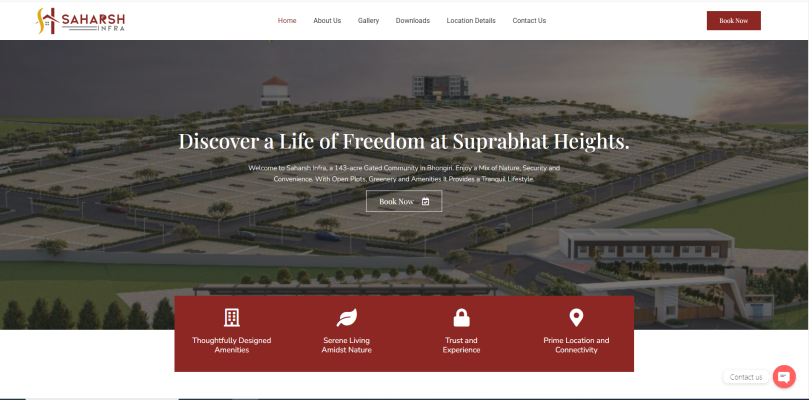 SAHARSH
INFRA
Home About Us Gallery Downloads Location Details Contact Us
Book Now
Discover a Life of Freedom at Suprabhat Heights.
Welcome to Saharsh Infra, a 143-acre Gated Community in Bhongiri. Enjoy a Mix of Nature, Security and
Convenience. With Open Plots, Greenery and Amenities It Provides a Tranquil Lifestyle.
Book Now
Thoughtfully Designed
Amenities
Serene Living
Amidst Nature
Trust and
Experience
Prime Location and
Connectivity
Contact us